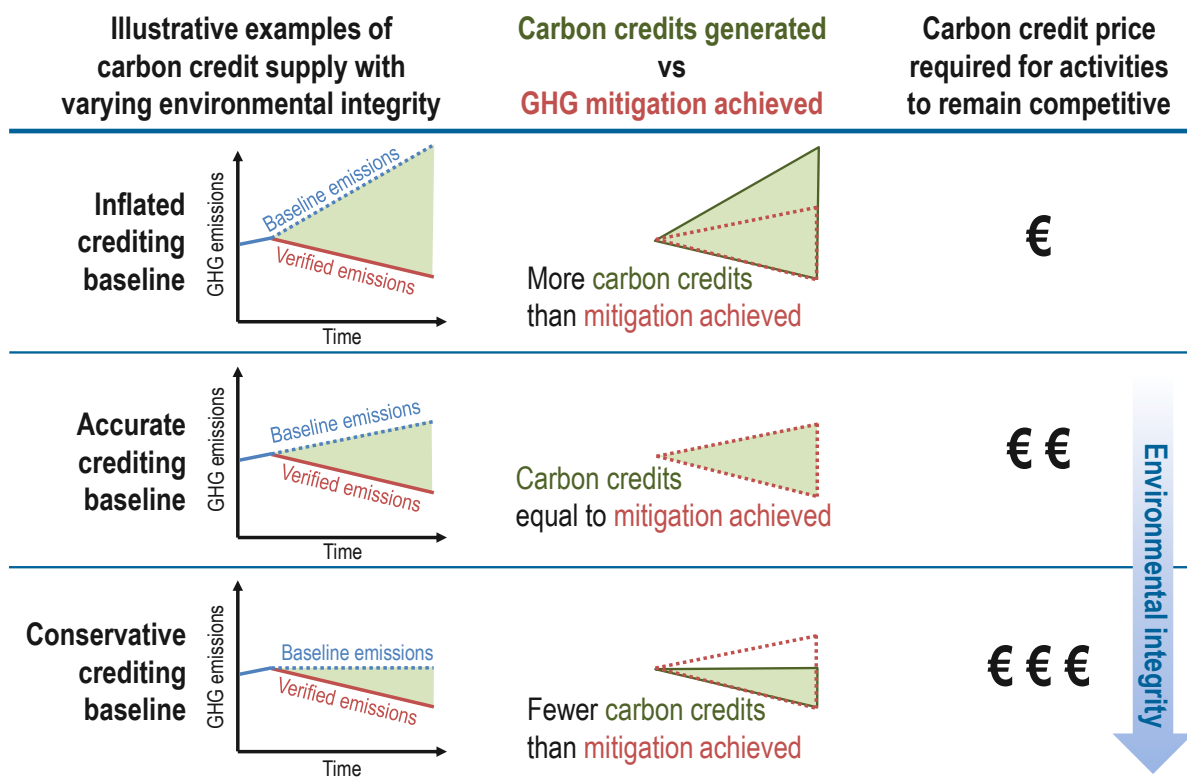 Illustrative examples of
carbon credit supply with
varying environmental integrity
Carbon credits generated
vs
GHG mitigation achieved
Carbon credit price
required for activities
to remain competitive
Inflated
crediting
baseline
GHG emissions
Baseline emissions
Verified emissions
Time
More carbon credits
than mitigation achieved
€
Accurate
crediting
baseline
GHG emissions
Baseline emissions
Verified emissions
Time
Carbon credits
equal to mitigation achieved
€ €
Conservative
crediting
baseline
GHG emissions
Baseline emissions
Verified emissions
Time
Fewer carbon credits
than mitigation achieved
€ € €
Environmental integrity